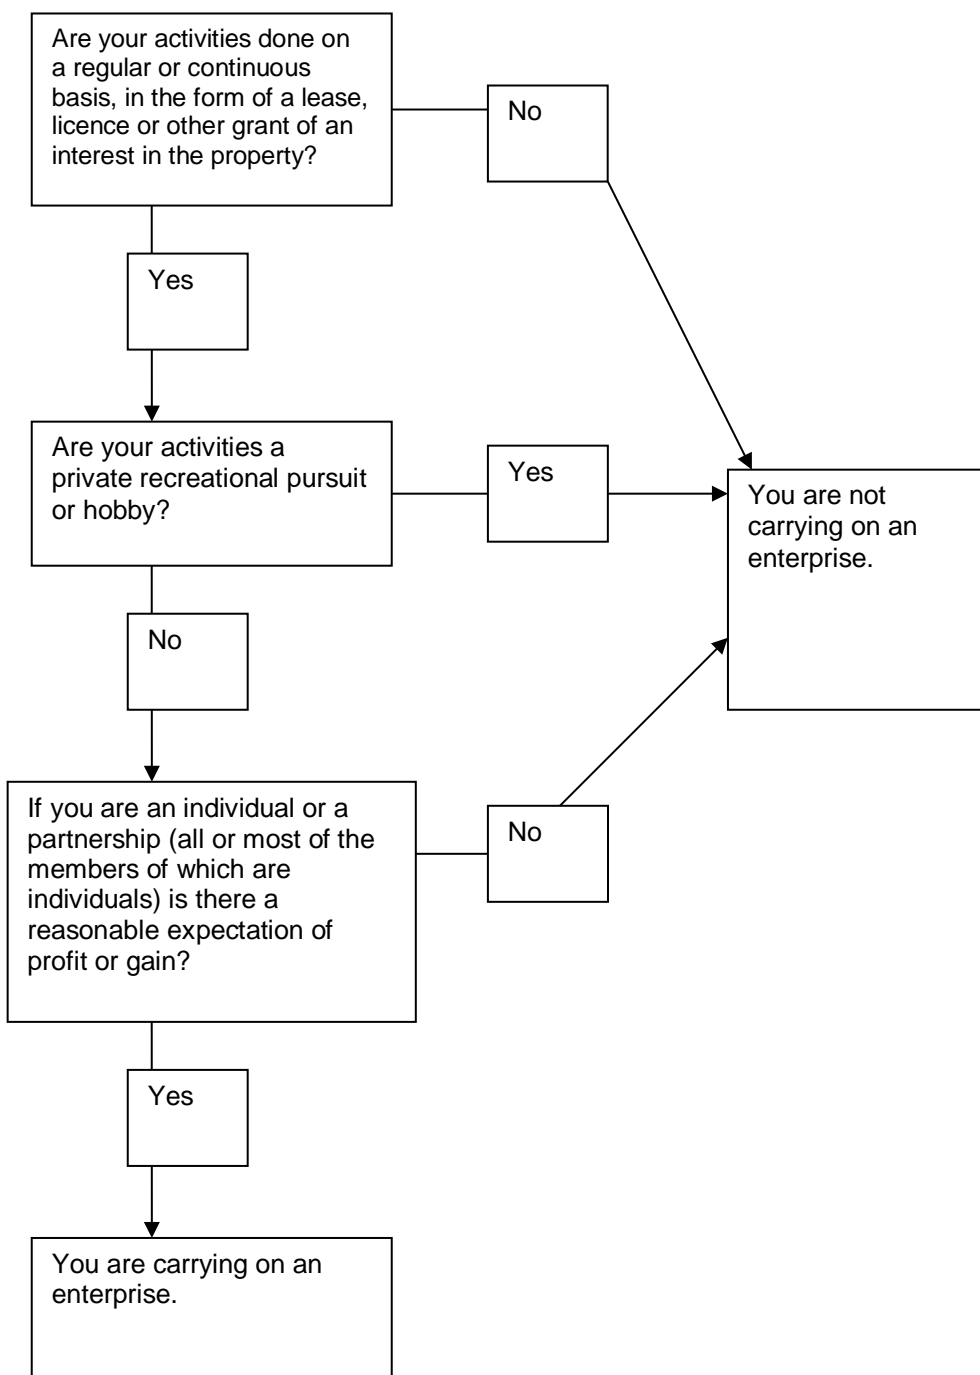 Are your activities done on
a regular or continuous
basis, in the form of a lease,
licence or other grant of an
interest in the property?
No
Yes
Are your activities a
private recreational pursuit
or hobby?
Yes
You are not
carrying on an
enterprise.
No
If you are an individual or a
partnership (all or most of the
members of which are
individuals) is there a
reasonable expectation of
profit or gain?
No
Yes
You are carrying on an
enterprise.